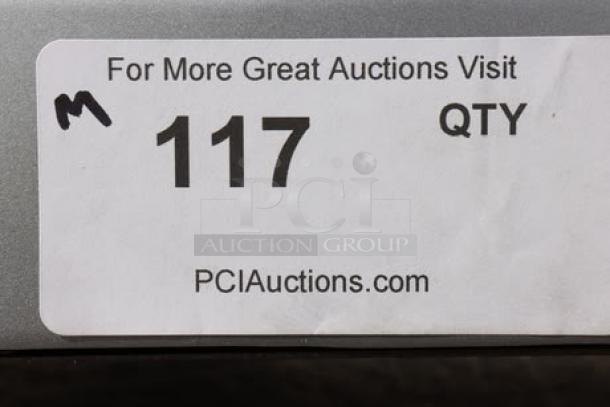 For More Great Auctions Visit
M
117
QTY
PCI
AUCTION GROUP
PCIAuctions.com